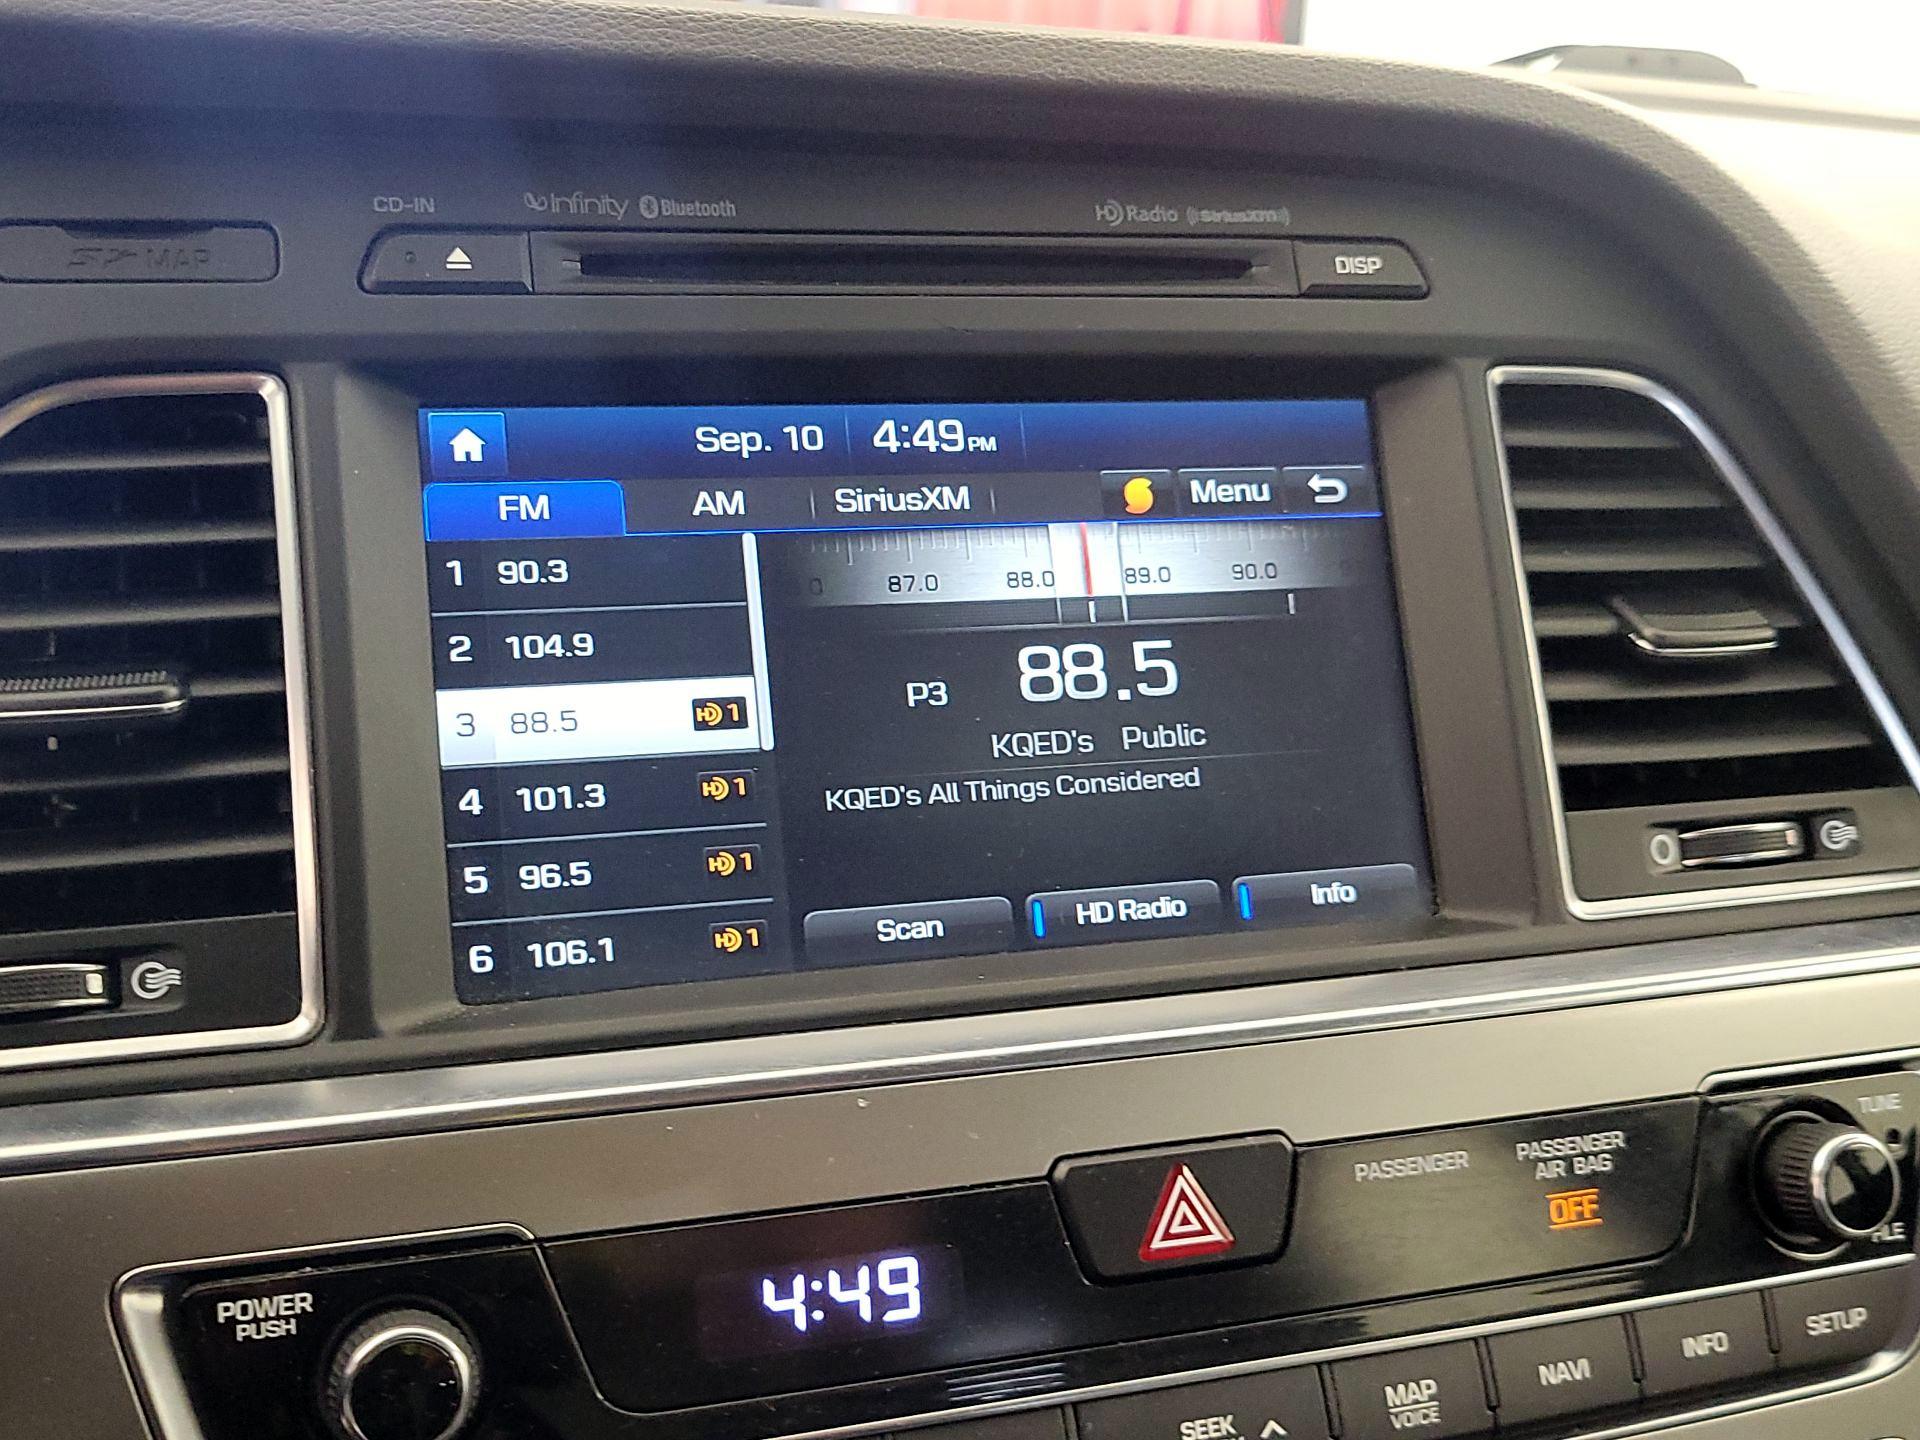 CD-IN Infinity Bluetooth HD Radio ((SiriusXM))
MAP
DISP
Sep. 10 4:49 PM
FM AM SiriusXM Menu
87.0 88.0 89.0 90.0
1 90.3
2 104.9
3 88.5 HD 1
4 101.3 HD 1
5 96.5 HD 1
6 106.1 HD 1
P3 88.5
KQED's Public
KQED's All Things Considered
Scan HD Radio Info
0
TUNE
FILE
PASSENGER
PASSENGER
AIR BAG
OFF
4:49
POWER
PUSH
SEEK
MAP
VOICE
NAVI
INFO
SETUP